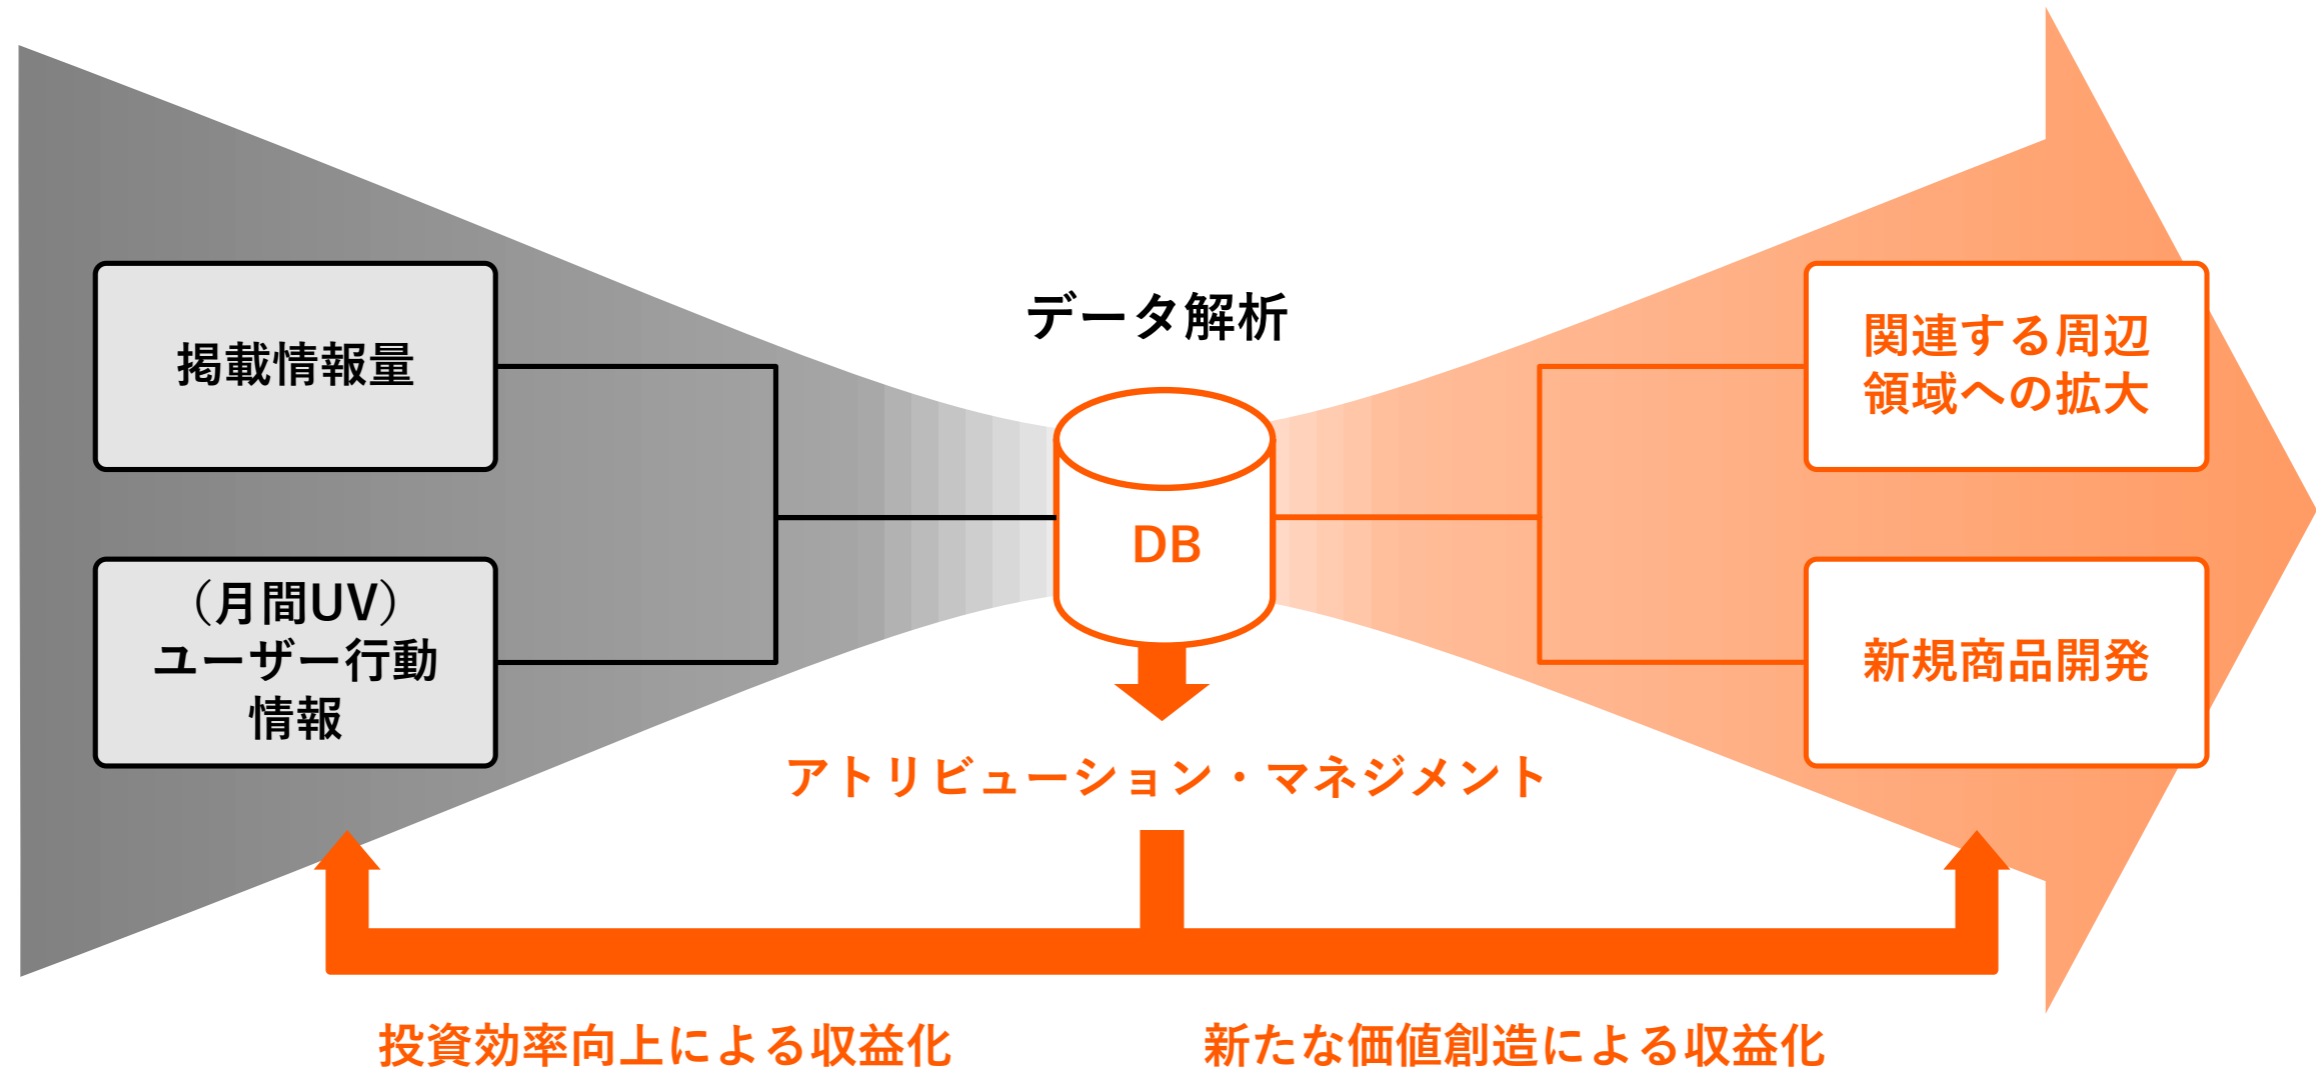 掲載情報量
（月間UV）
ユーザー行動
情報
データ解析
DB
関連する周辺
領域への拡大
新規商品開発
アトリビューション・マネジメント
投資効率向上による収益化
新たな価値創造による収益化